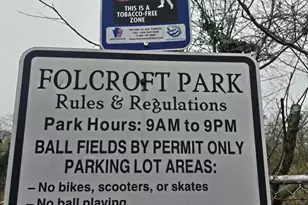 THIS IS A
TOBACCO-FREE
ZONE
FOLCROFT PARK
Rules & Regulations
Park Hours: 9AM to 9PM
BALL FIELDS BY PERMIT ONLY
PARKING LOT AREAS:
– No bikes, scooters, or skates
– No ball playing